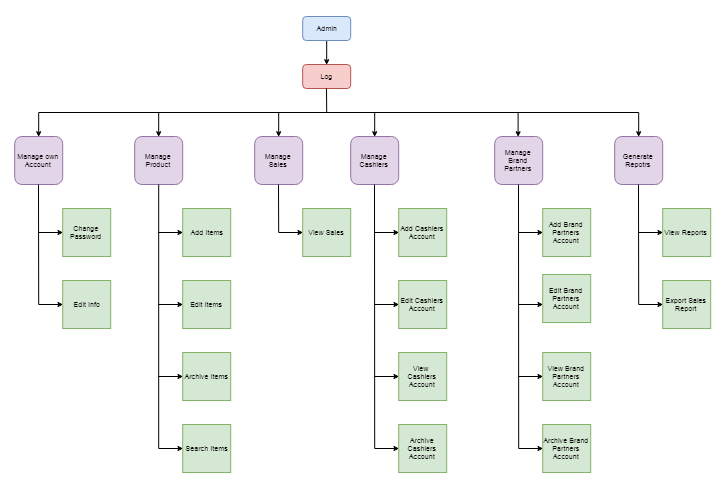 Admin
Log
Manage own
Account
Manage
Product
Manage
Sales
Manage
Cashiers
Manage
Brand
Partners
Generate
Repotrs
Change
Password
Edit Info
Add Items
Edit Items
Archive Items
Search Items
View Sales
Add Cashiers
Account
Edit Cashiers
Account
View
Cashiers
Account
Archive
Cashiers
Account
Add Brand
Partners
Account
Edit Brand
Partners
Account
View Brand
Partners
Account
Archive Brand
Partners
Account
View Reports
Export Sales
Report